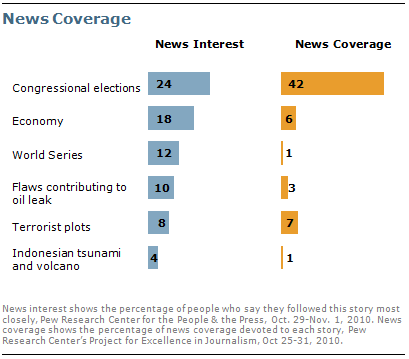 News Coverage
News Interest News Coverage
Congressional elections 24 42
Economy 18 6
World Series 12 1
Flaws contributing to
oil leak 10 3
Terrorist plots 8 7
Indonesian tsunami
and volcano 4 1
News interest shows the percentage of people who say they followed this story most
closely, Pew Research Center for the People & the Press, Oct. 29-Nov. 1, 2010. News
coverage shows the percentage of news coverage devoted to each story, Pew
Research Center's Project for Excellence in Journalism, Oct 25-31, 2010.